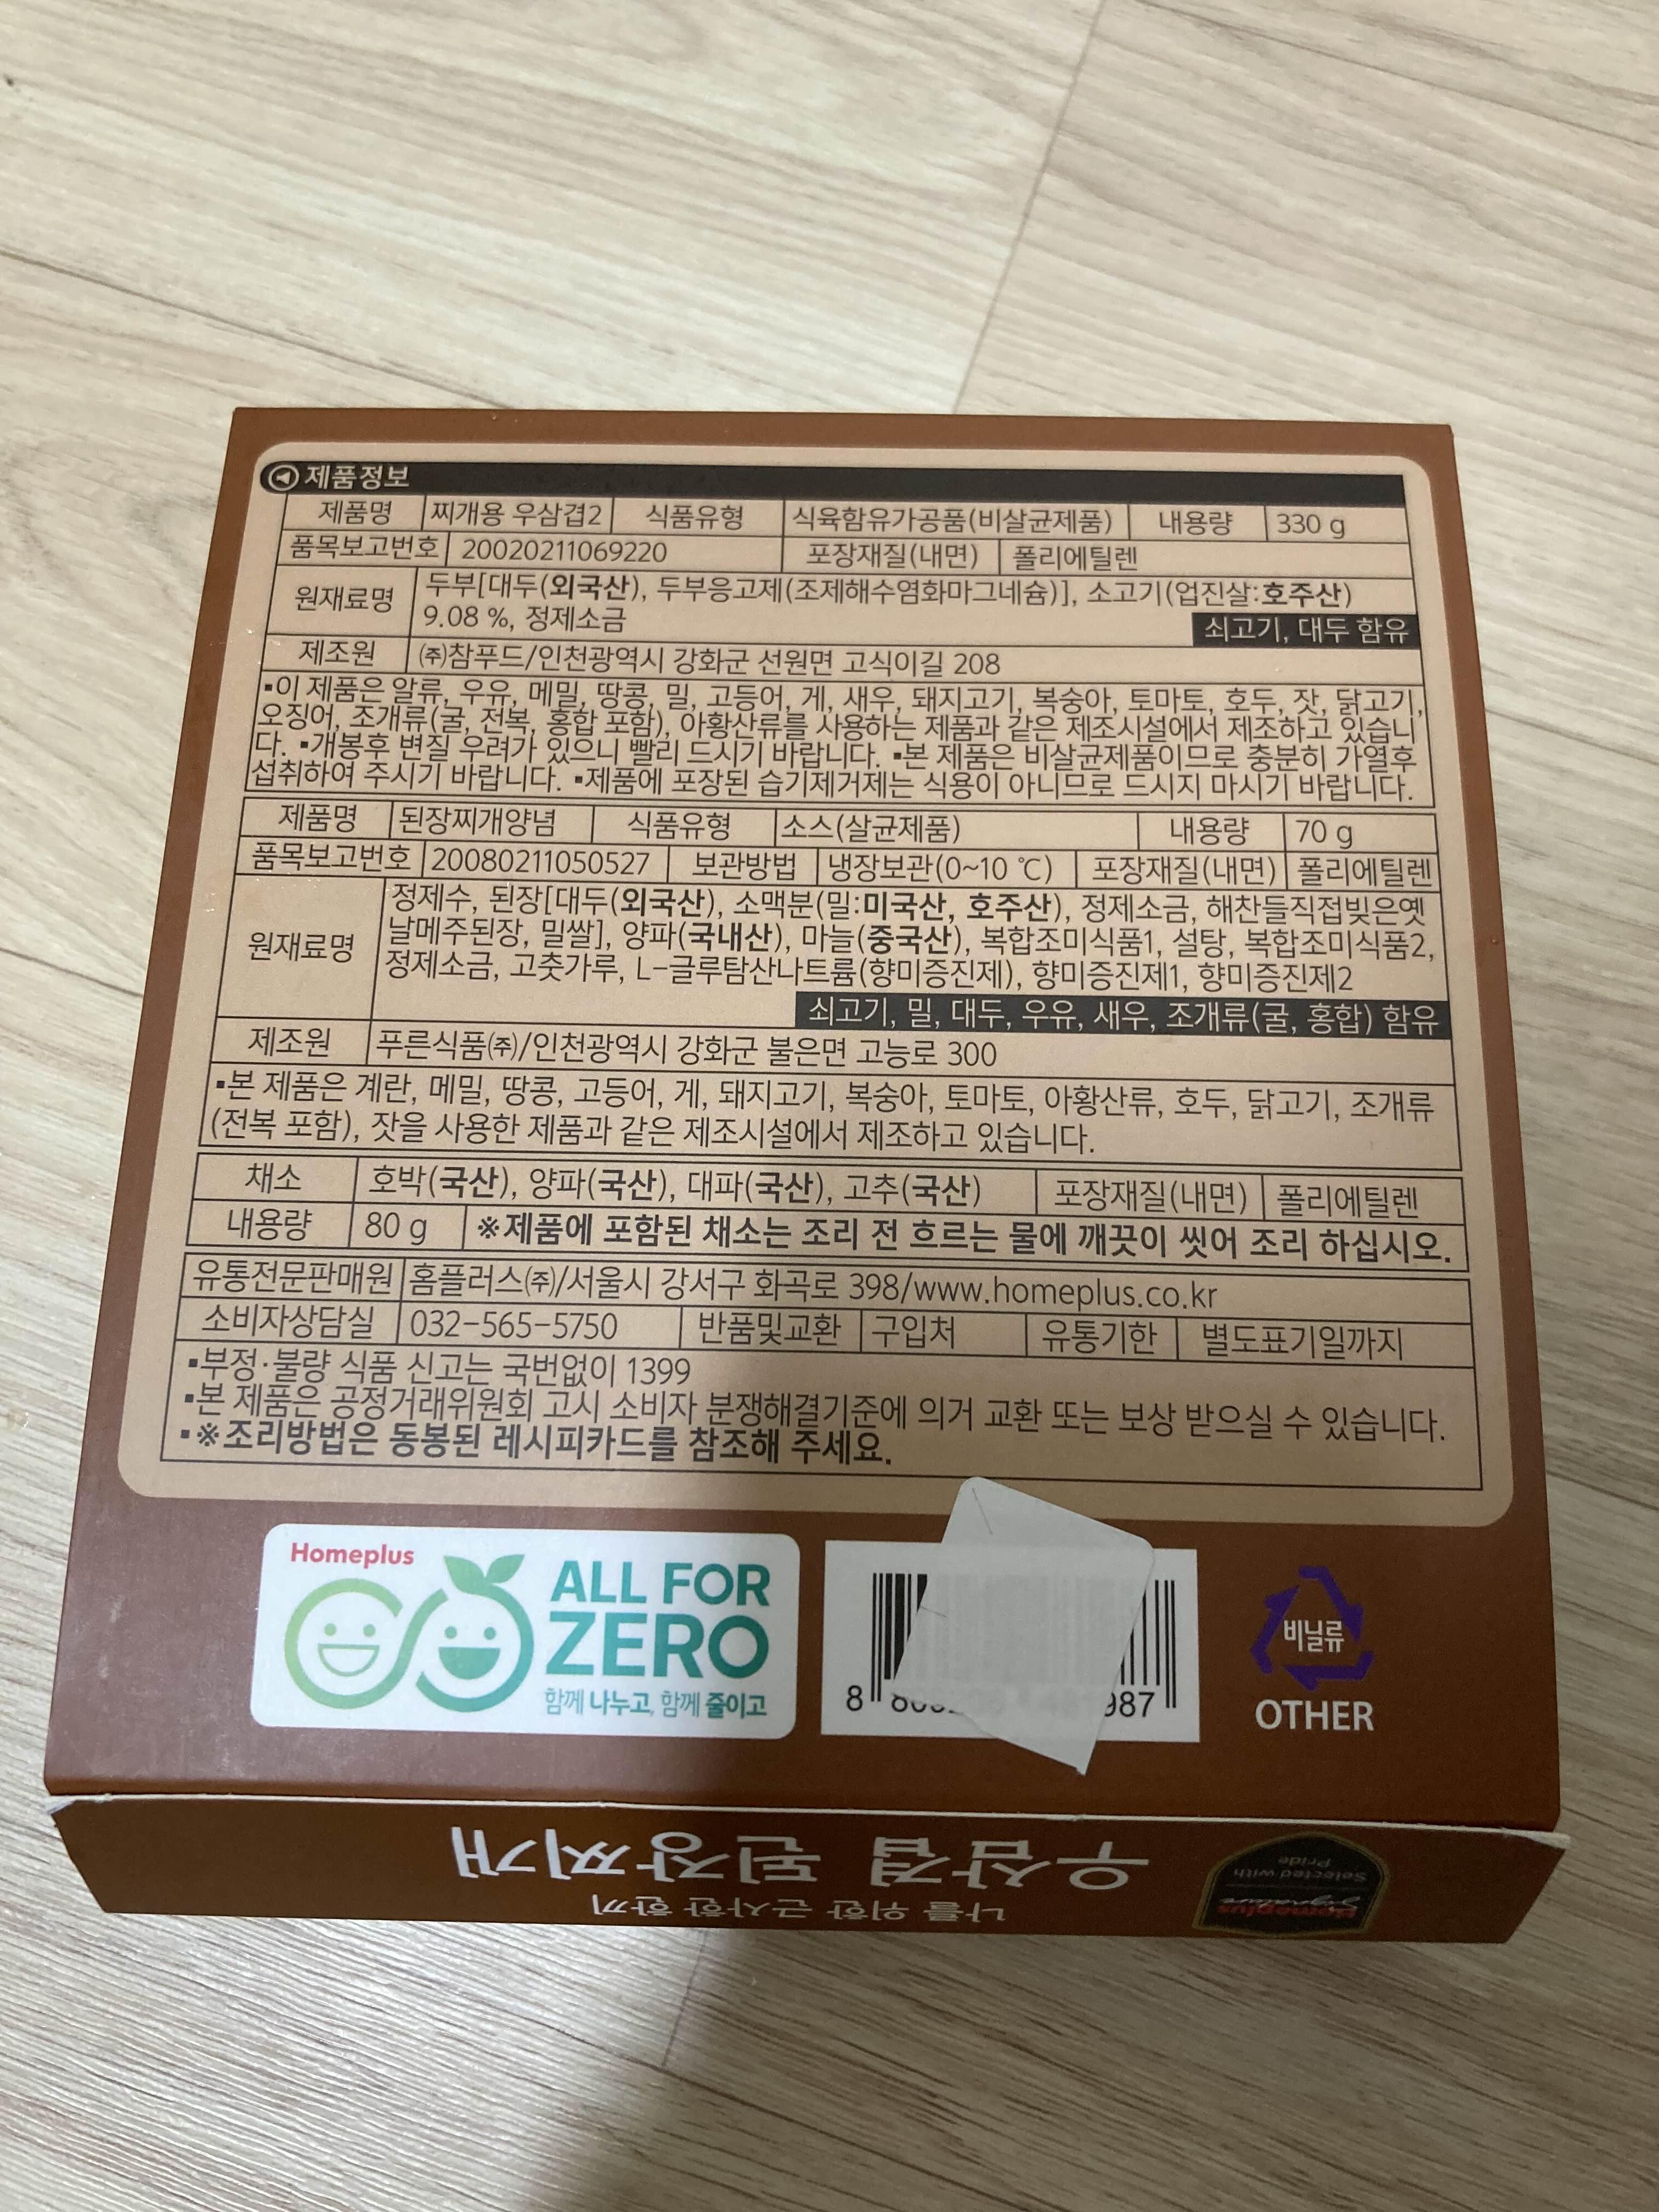 제품정보
제품명 찌개용 우삼겹2 식품유형 식육함유가공품(비살균제품) 내용량 330 g
품목보고번호 20020211069220 포장재질(내면) 폴리에틸렌
원재료명 두부[대두(외국산), 두부응고제(조제해수염화마그네슘)], 소고기(업진살:호주산)
9.08 %, 정제소금
쇠고기, 대두 함유
제조원 ㈜참푸드/인천광역시 강화군 선원면 고식이길 208
▪이 제품은 알류, 우유, 메밀, 땅콩, 밀, 고등어, 게, 새우, 돼지고기, 복숭아, 토마토, 호두, 잣, 닭고기,
오징어, 조개류(굴, 전복, 홍합 포함), 아황산류를 사용하는 제품과 같은 제조시설에서 제조하고 있습니
다. ▪개봉후 변질 우려가 있으니 빨리 드시기 바랍니다. ▪본 제품은 비살균제품이므로 충분히 가열후
섭취하여 주시기 바랍니다. ▪제품에 포장된 습기제거제는 식용이 아니므로 드시지 마시기 바랍니다.
제품명 된장찌개양념 식품유형 소스(살균제품) 내용량 70 g
품목보고번호 20080211050527 보관방법 냉장보관(0~10 ℃) 포장재질(내면) 폴리에틸렌
원재료명 정제수, 된장[대두(외국산), 소맥분(밀:미국산, 호주산), 정제소금, 해찬들직접빚은옛
날메주된장, 밀쌀], 양파(국내산), 마늘(중국산), 복합조미식품1, 설탕, 복합조미식품2,
정제소금, 고춧가루, L-글루탐산나트륨(향미증진제), 향미증진제1, 향미증진제2
쇠고기, 밀, 대두, 우유, 새우, 조개류(굴, 홍합) 함유
제조원 푸른식품㈜/인천광역시 강화군 불은면 고능로 300
▪본 제품은 계란, 메밀, 땅콩, 고등어, 게, 돼지고기, 복숭아, 토마토, 아황산류, 호두, 닭고기, 조개류
(전복 포함), 잣을 사용한 제품과 같은 제조시설에서 제조하고 있습니다.
채소 호박(국산), 양파(국산), 대파(국산), 고추(국산) 포장재질(내면) 폴리에틸렌
내용량 80 g ※제품에 포함된 채소는 조리 전 흐르는 물에 깨끗이 씻어 조리 하십시오.
유통전문판매원 홈플러스㈜/서울시 강서구 화곡로 398/www.homeplus.co.kr
소비자상담실 032-565-5750 반품및교환 구입처 유통기한 별도표기일까지
▪부정·불량 식품 신고는 국번없이 1399
▪본 제품은 공정거래위원회 고시 소비자 분쟁해결기준에 의거 교환 또는 보상 받으실 수 있습니다.
▪※조리방법은 동봉된 레시피카드를 참조해 주세요.
Homeplus
ALL FOR
ZERO
함께 나누고, 함께 줄이고
8 987
비닐류
OTHER
Homeplus
Signature
Selected with
Pride
나를 위한 근사한 한끼
우삼겹 된장찌개